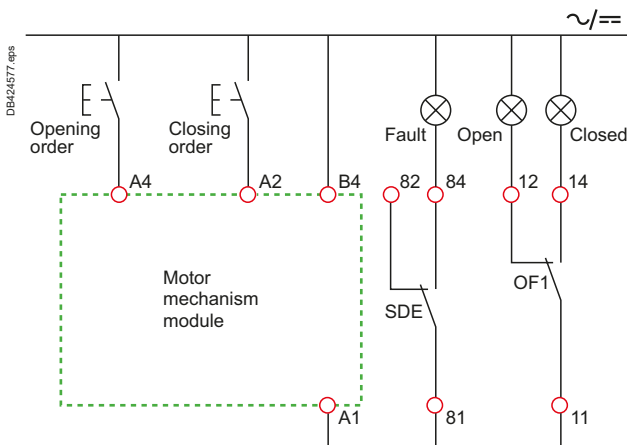 ∼/⎓
DB424577.eps
Opening
order
Closing
order
Fault
Open
Closed
A4
A2
B4
82
84
12
14
Motor
mechanism
module
SDE
OF1
A1
81
11